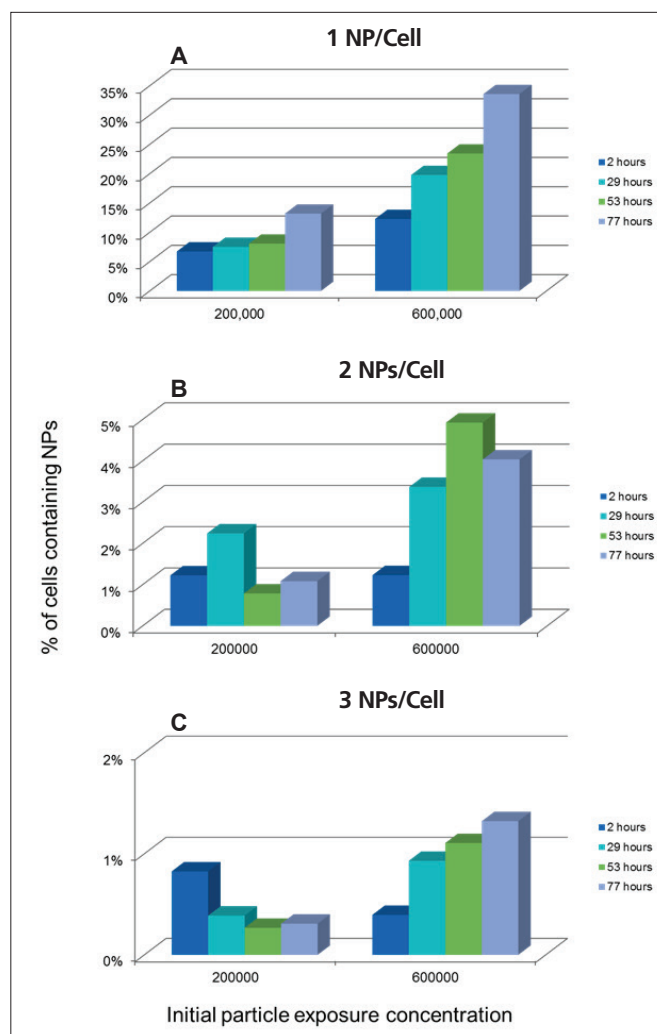 1 NP/Cell
A
35%
30%
25%
20%
15%
10%
5%
0%
200,000
600,000
2 hours
29 hours
53 hours
77 hours
2 NPs/Cell
B
% of cells containing NPs
5%
4%
3%
2%
1%
0%
200000
600000
2 hours
29 hours
53 hours
77 hours
3 NPs/Cell
C
2%
1%
0%
200000
600000
2 hours
29 hours
53 hours
77 hours
Initial particle exposure concentration